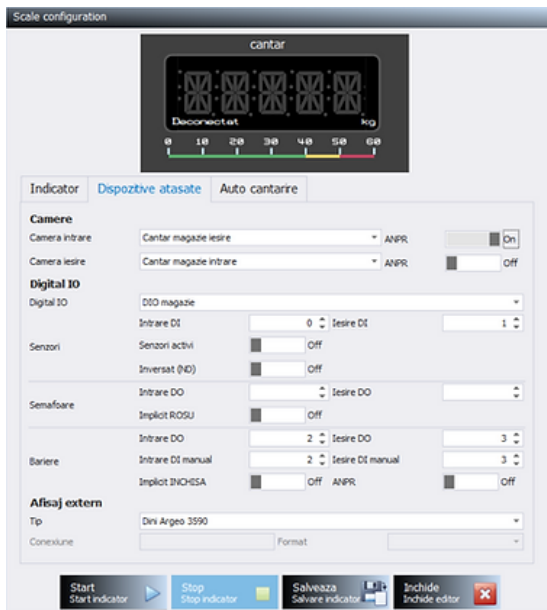 Scale configuration
cantar
Deconectat kg
0 10 20 30 40 50 60
Indicator Dispozitive atasate Auto cantarire
Camere
Camera intrare Cantar magazie iesire ANPR On
Camera iesire Cantar magazie intrare ANPR Off
Digital IO
Digital IO DIO magazie
Intrare DI 0 Iesire DI 1
Senzori Senzori activi Off
Inversat (ND) Off
Intrare DO Iesire DO
Semafoare
Implicit ROSU Off
Intrare DO 2 Iesire DO 3
Bariere Intrare DI manual 2 Iesire DI manual 3
Implicit INCHISA Off ANPR Off
Afisaj extern
Tip Dini Argeo 3590
Conexiune Format
Start Stop Salveaza Inchide
Start indicator Stop indicator Salvare indicator Inchide editor